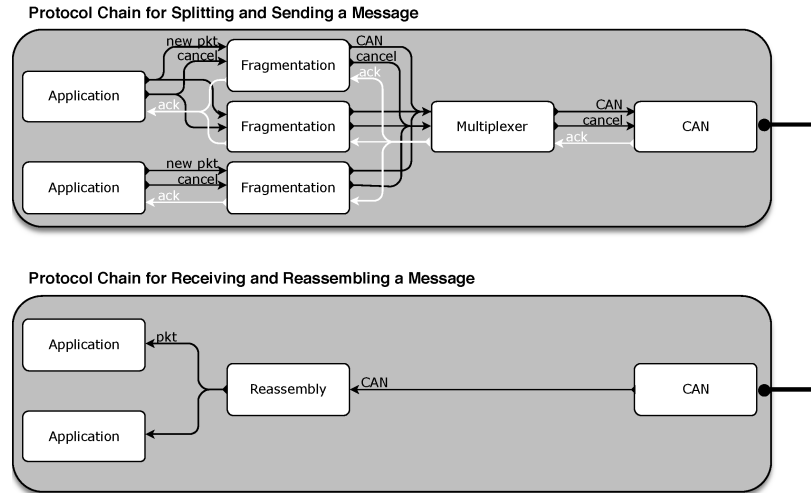 Protocol Chain for Splitting and Sending a Message
new pkt
cancel
ack
Application
Fragmentation
CAN
cancel
ack
Fragmentation
Multiplexer
CAN
cancel
ack
CAN
Application
new pkt
cancel
ack
Fragmentation
Protocol Chain for Receiving and Reassembling a Message
Application
pkt
Reassembly
CAN
CAN
Application